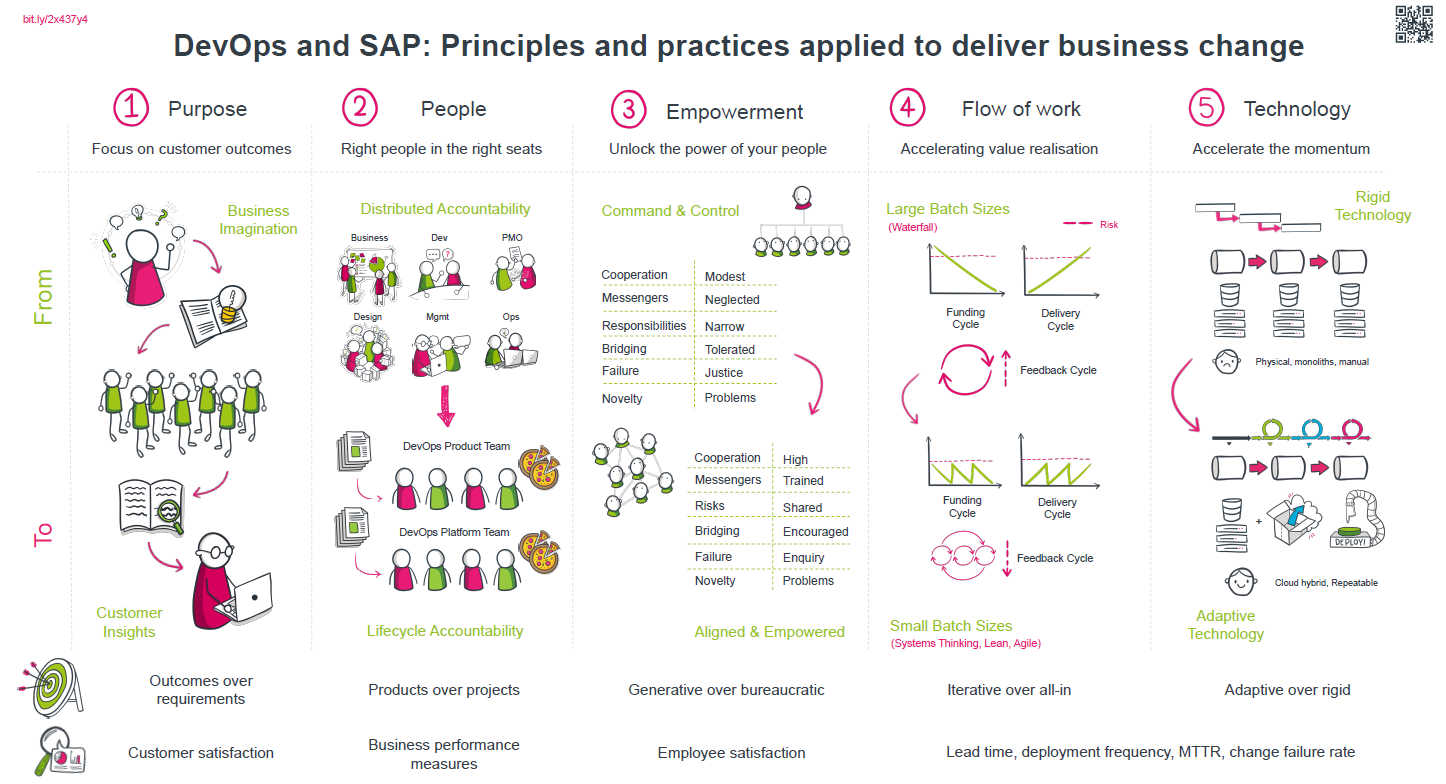 bit.ly/2x437y4
DevOps and SAP: Principles and practices applied to deliver business change
1 Purpose
Focus on customer outcomes
2 People
Right people in the right seats
3 Empowerment
Unlock the power of your people
4 Flow of work
Accelerating value realisation
5 Technology
Accelerate the momentum
From
To
Business
Imagination
Customer
Insights
Distributed Accountability
Business Dev PMO
Design Mgmt Ops
DevOps Product Team
DevOps Platform Team
Lifecycle Accountability
Command & Control
Cooperation Modest
Messengers Neglected
Responsibilities Narrow
Bridging Tolerated
Failure Justice
Novelty Problems
Cooperation High
Messengers Trained
Risks Shared
Bridging Encouraged
Failure Enquiry
Novelty Problems
Aligned & Empowered
Large Batch Sizes
(Waterfall)
Risk
Funding
Cycle
Delivery
Cycle
Feedback Cycle
Funding
Cycle
Delivery
Cycle
Feedback Cycle
Small Batch Sizes
(Systems Thinking, Lean, Agile)
Rigid
Technology
Physical, monoliths, manual
+
DEPLOY!
Cloud hybrid, Repeatable
Adaptive
Technology
Outcomes over
requirements
Products over projects
Generative over bureaucratic
Iterative over all-in
Adaptive over rigid
Customer satisfaction
Business performance
measures
Employee satisfaction
Lead time, deployment frequency, MTTR, change failure rate